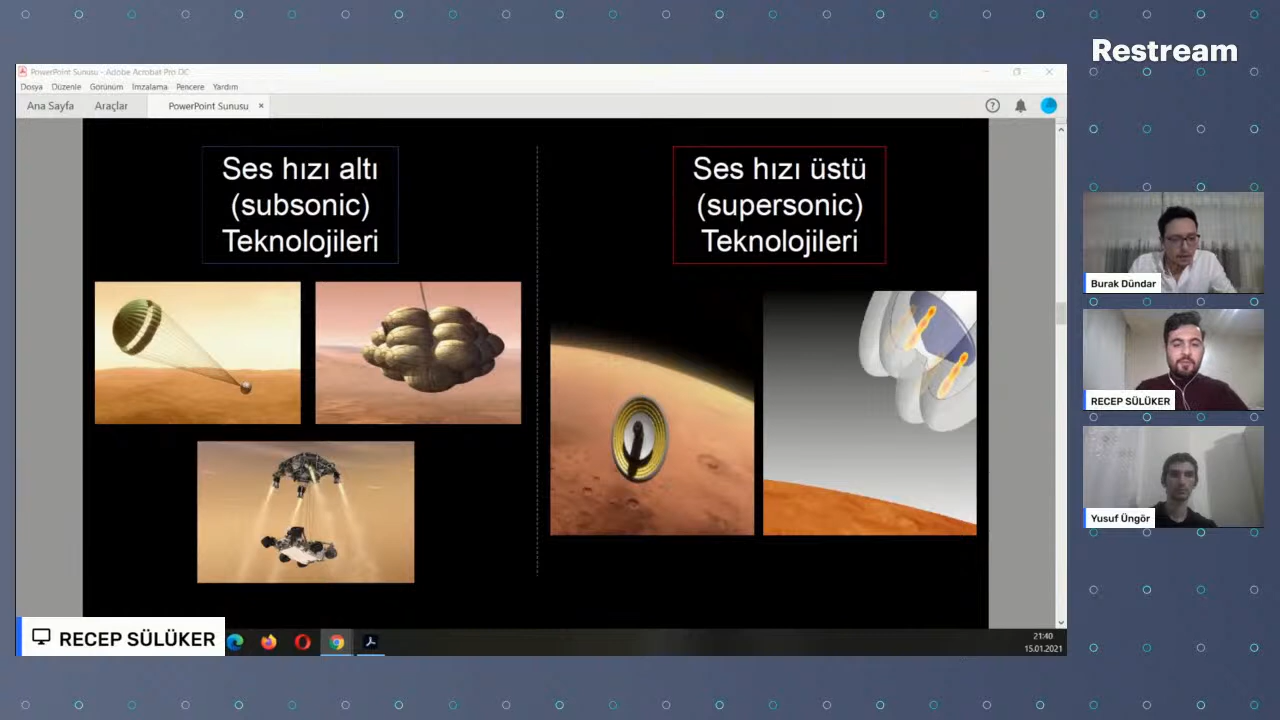 Restream
PowerPoint Sunusu - Adobe Acrobat Pro DC
Dosya Düzenle Görünüm İmzalama Pencere Yardım
Ana Sayfa Araçlar PowerPoint Sunusu ×
Ses hızı altı
(subsonic)
Teknolojileri
Ses hızı üstü
(supersonic)
Teknolojileri
Burak Dündar
RECEP SÜLÜKER
Yusuf Üngör
RECEP SÜLÜKER
21:40
15.01.2021